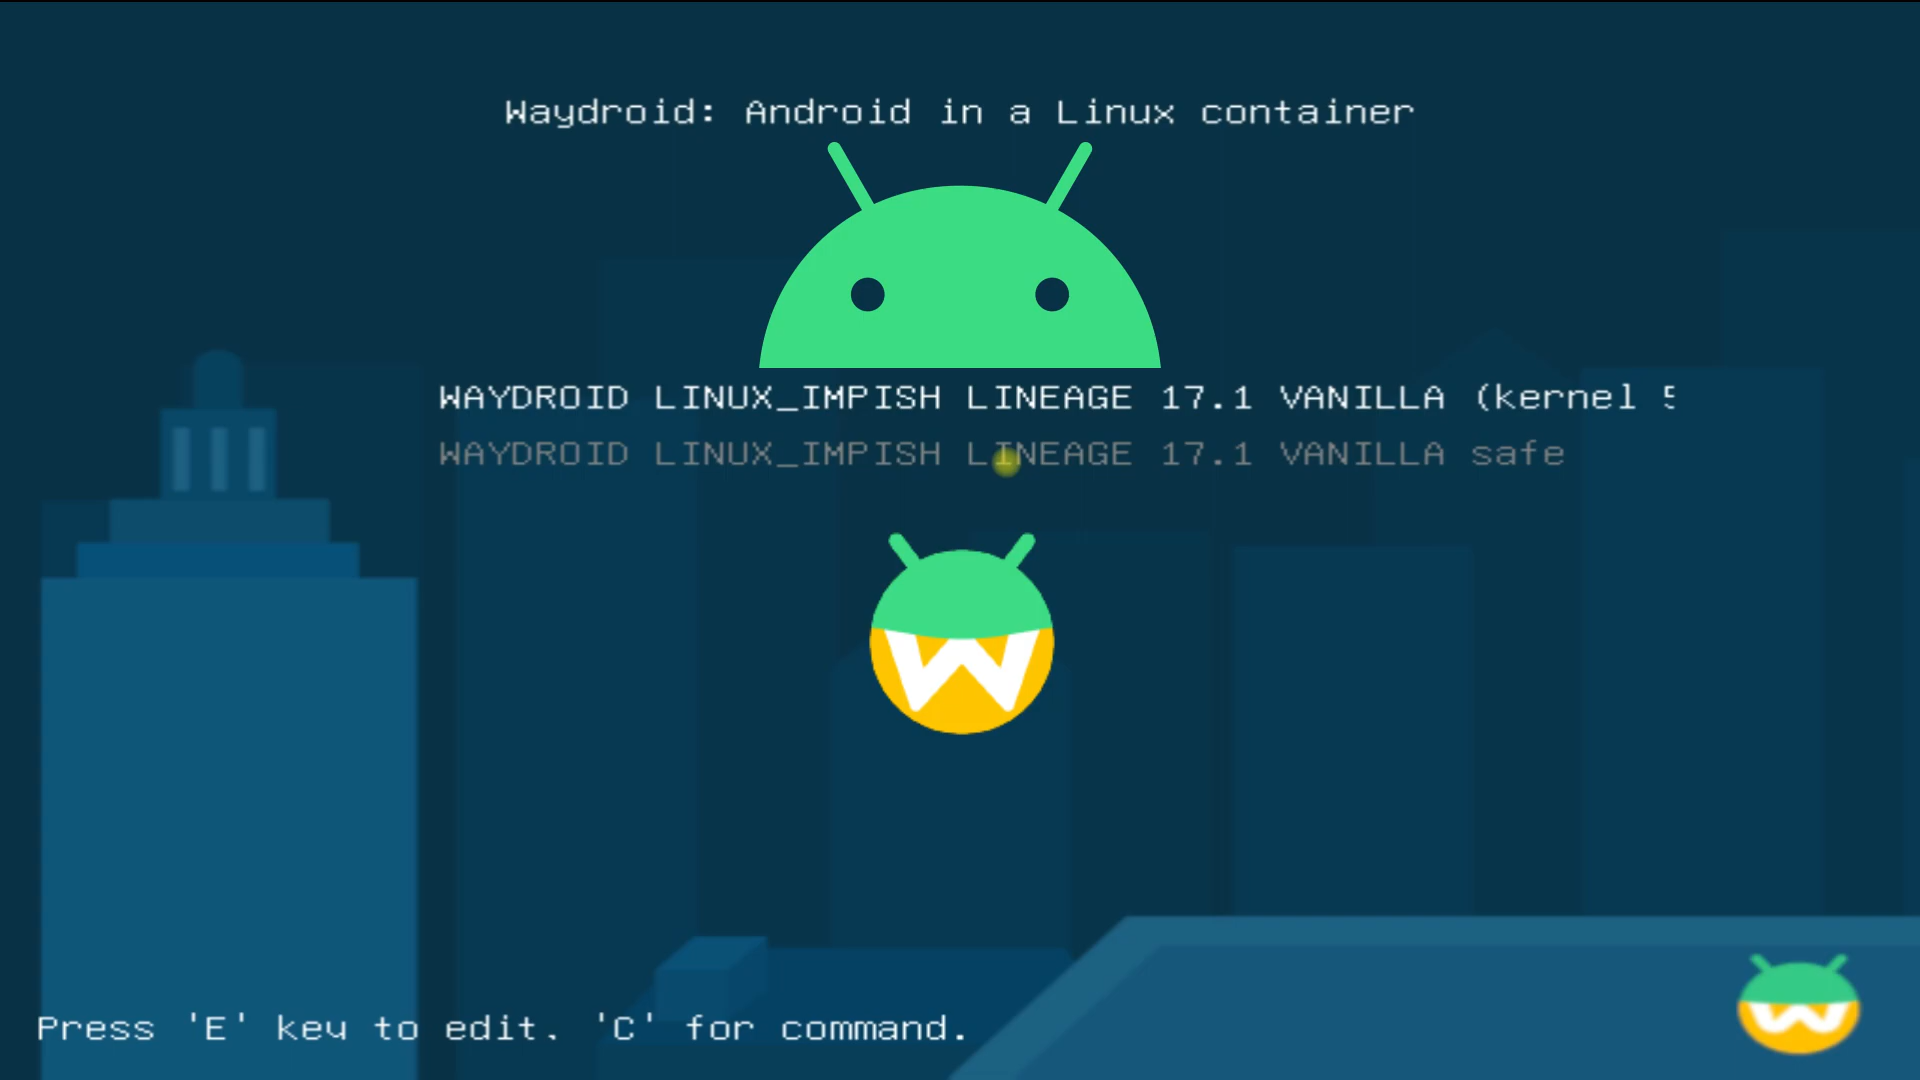 Waydroid: Android in a Linux container
WAYDROID LINUX_IMPISH LINEAGE 17.1 VANILLA (kernel 5
WAYDROID LINUX_IMPISH LINEAGE 17.1 VANILLA safe
W
Press 'E' key to edit. 'C' for command.
W